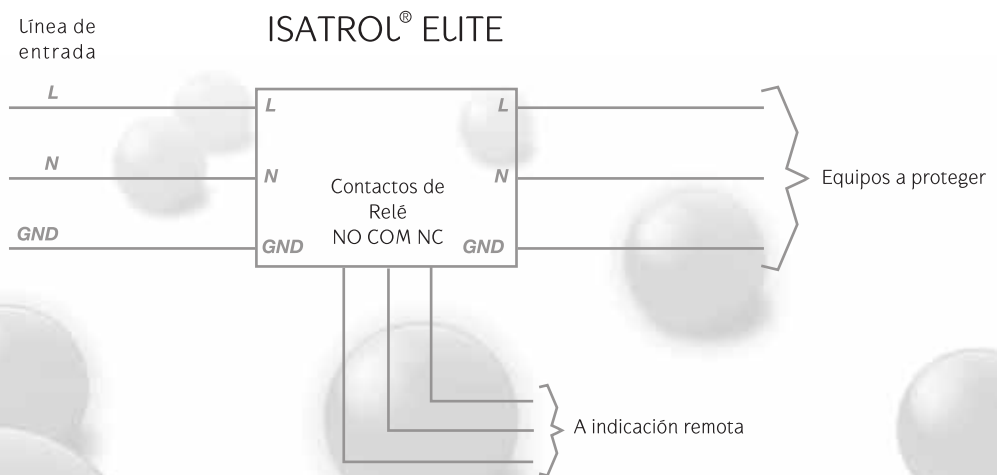 Línea de
entrada
ISATROL® ELITE
L
L
L
N
N
N
Contactos de
Relé
NO COM NC
GND
GND
GND
Equipos a proteger
A indicación remota